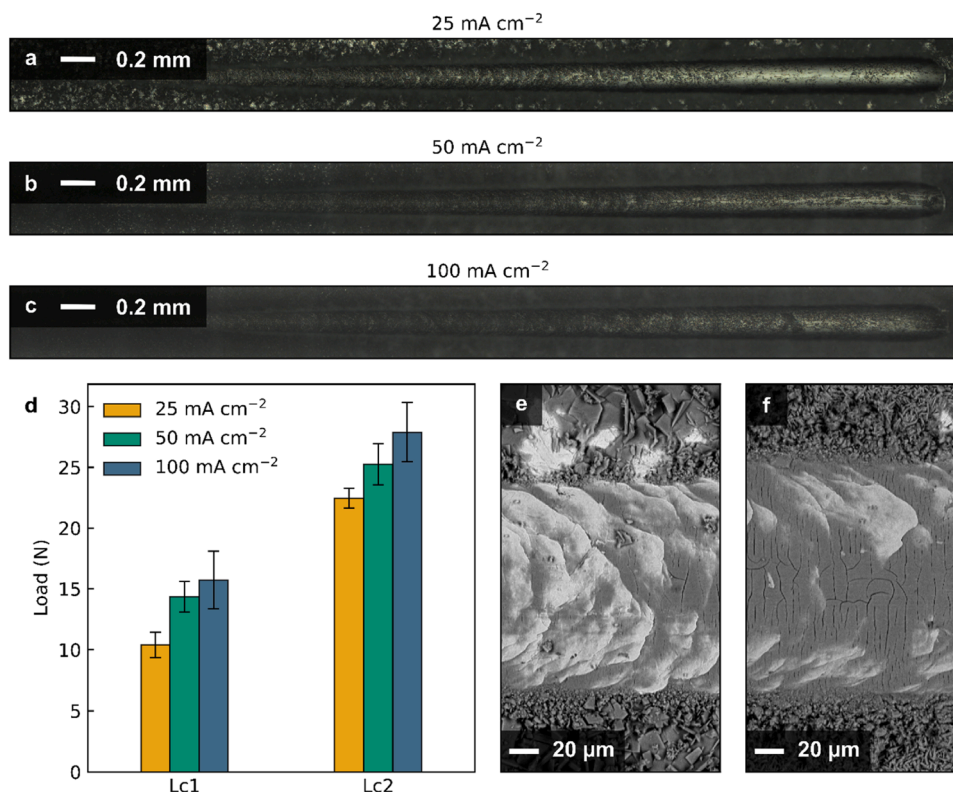 25 mA cm⁻²
a 0.2 mm
50 mA cm⁻²
b 0.2 mm
100 mA cm⁻²
c 0.2 mm
d
25 mA cm⁻²
50 mA cm⁻²
100 mA cm⁻²
Load (N)
30
25
20
15
10
5
0
Lc1 Lc2
e
20 µm
f
20 µm